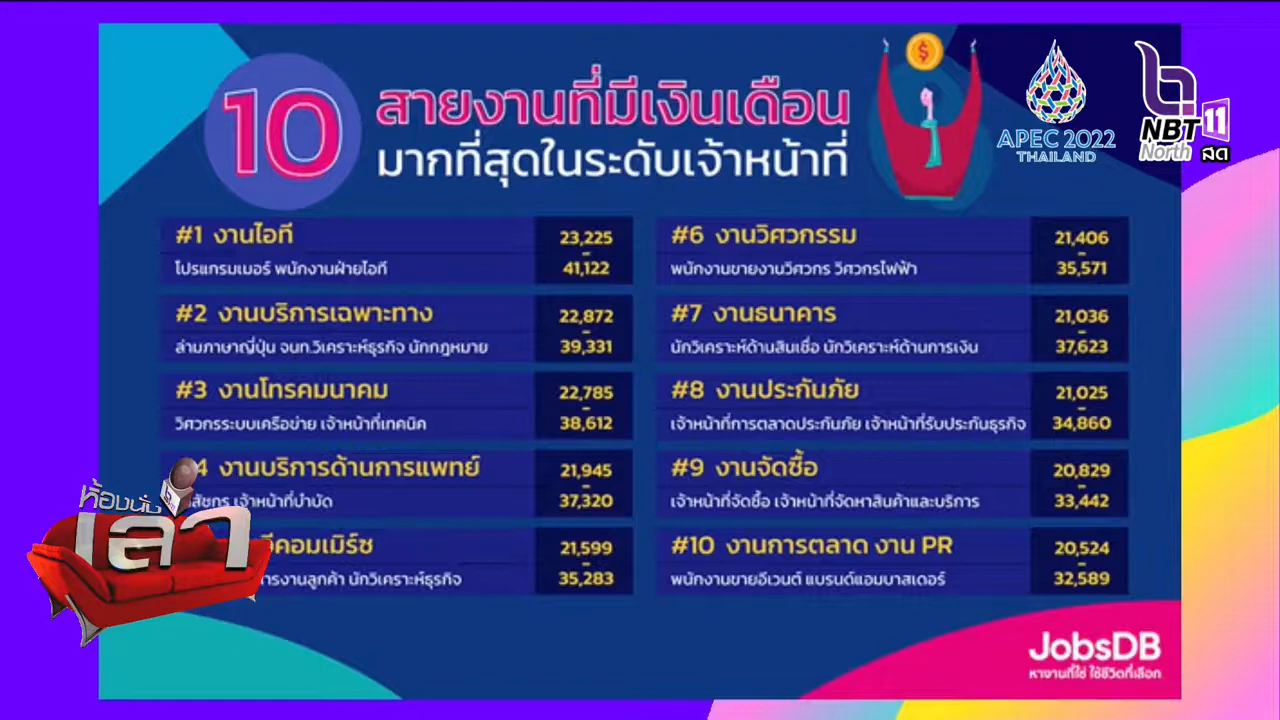 10
สายงานที่มีเงินเดือน
มากที่สุดในระดับเจ้าหน้าที่
APEC 2022
THAILAND
NBT 11
North สด
#1 งานไอที
โปรแกรมเมอร์ พนักงานฝ่ายไอที
23,225
-
41,122
#2 งานบริการเฉพาะทาง
ล่ามภาษาญี่ปุ่น จนท.วิเคราะห์ธุรกิจ นักกฎหมาย
22,872
-
39,331
#3 งานโทรคมนาคม
วิศวกรระบบเครือข่าย เจ้าหน้าที่เทคนิค
22,785
-
38,612
4 งานบริการด้านการแพทย์
สัชกร เจ้าหน้าที่บำบัด
21,945
-
37,320
อีคอมเมิร์ซ
ารงานลูกค้า นักวิเคราะห์ธุรกิจ
21,599
-
35,283
#6 งานวิศวกรรม
พนักงานขายงานวิศวกร วิศวกรไฟฟ้า
21,406
-
35,571
#7 งานธนาคาร
นักวิเคราะห์ด้านสินเชื่อ นักวิเคราะห์ด้านการเงิน
21,036
-
37,623
#8 งานประกันภัย
เจ้าหน้าที่การตลาดประกันภัย เจ้าหน้าที่รับประกันธุรกิจ
21,025
-
34,860
#9 งานจัดซื้อ
เจ้าหน้าที่จัดซื้อ เจ้าหน้าที่จัดหาสินค้าและบริการ
20,829
-
33,442
#10 งานการตลาด งาน PR
พนักงานขายอีเวนต์ แบรนด์แอมบาสเดอร์
20,524
-
32,589
ห้องนั่ง
เล่า
JobsDB
หางานที่ใช่ ใช้ชีวิตที่เลือก